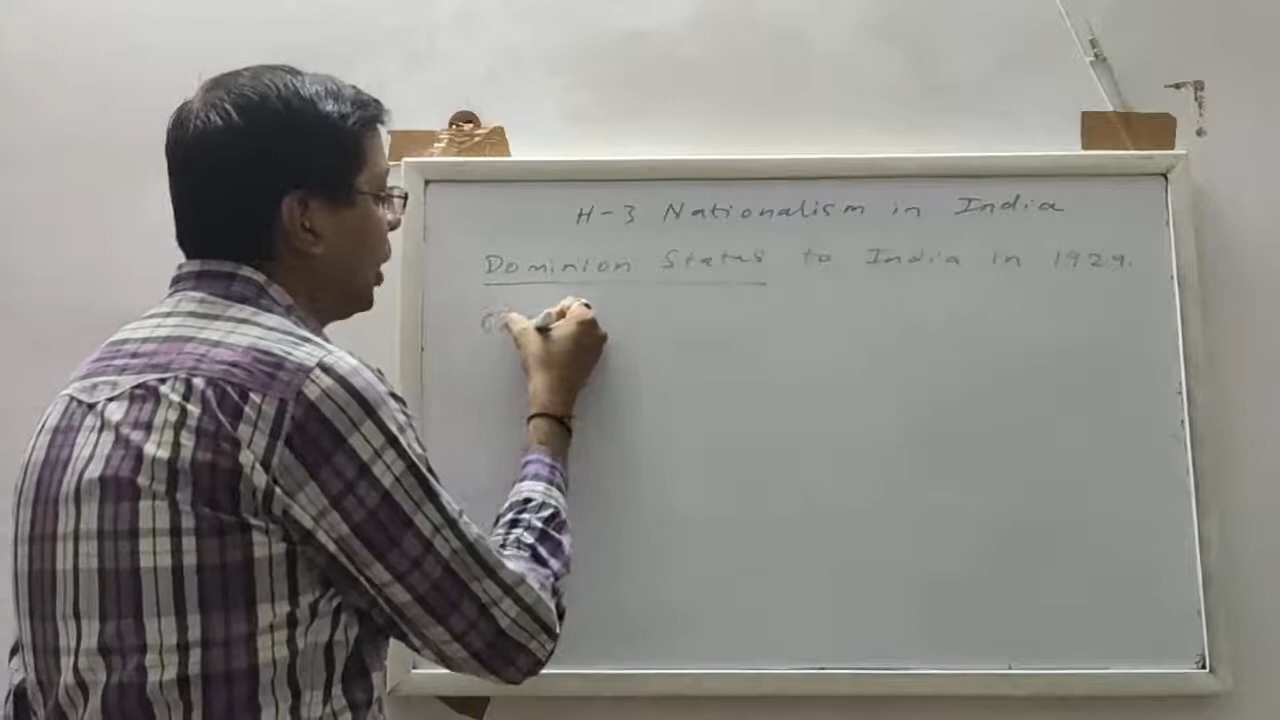 H-3 Nationalism in India
Dominion Status to India in 1929.